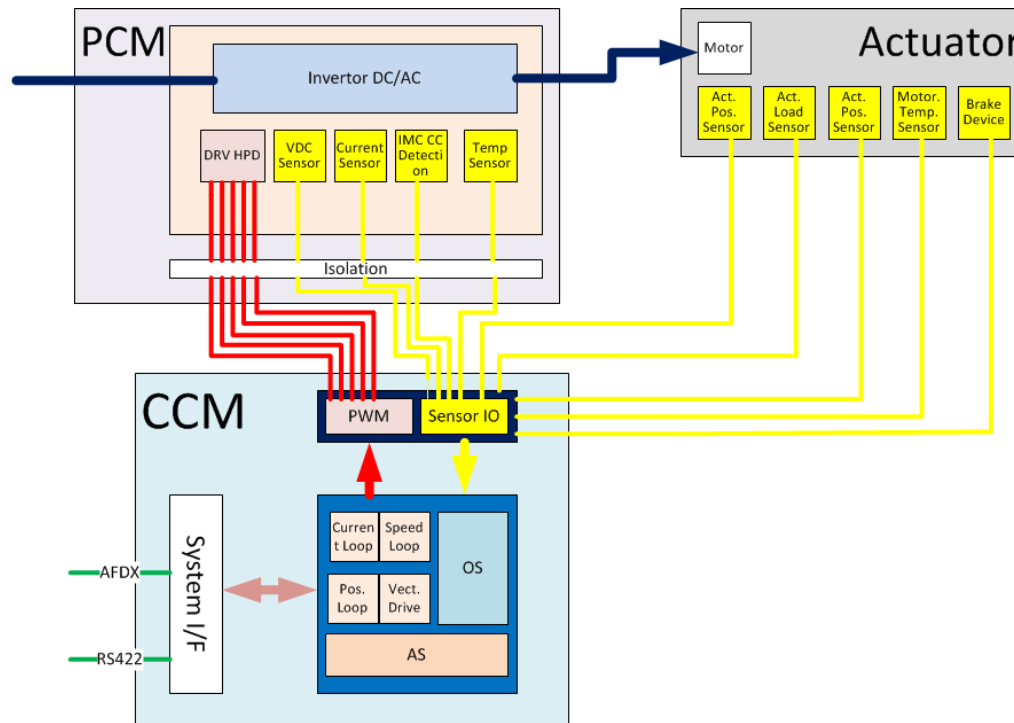 PCM
Actuator
Motor
Invertor DC/AC
Act.
Pos.
Sensor
Act.
Load
Sensor
Act.
Pos.
Sensor
Motor.
Temp.
Sensor
Brake
Device
DRV HPD
VDC
Sensor
Current
Sensor
IMC CC
Detecti
on
Temp
Sensor
Isolation
CCM
PWM
Sensor IO
System I/F
Curren
t Loop
Speed
Loop
OS
Pos.
Loop
Vect.
Drive
AS
AFDX
RS422